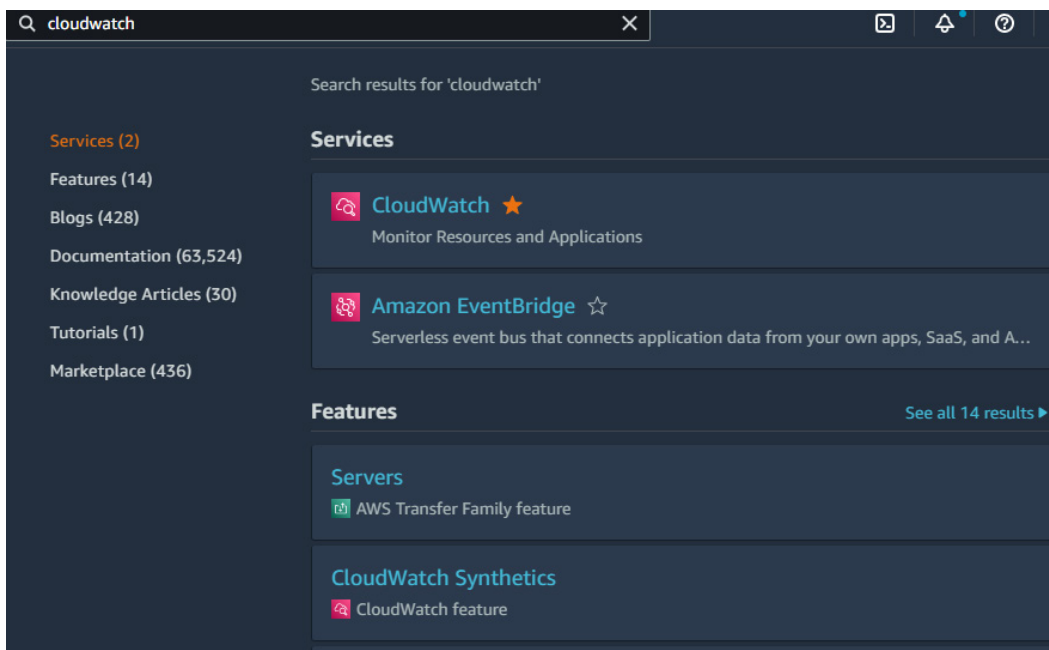 cloudwatch
Search results for 'cloudwatch'
Services (2)
Features (14)
Blogs (428)
Documentation (63,524)
Knowledge Articles (30)
Tutorials (1)
Marketplace (436)
Services
CloudWatch
Monitor Resources and Applications
Amazon EventBridge
Serverless event bus that connects application data from your own apps, SaaS, and A...
Features
See all 14 results
Servers
AWS Transfer Family feature
CloudWatch Synthetics
CloudWatch feature